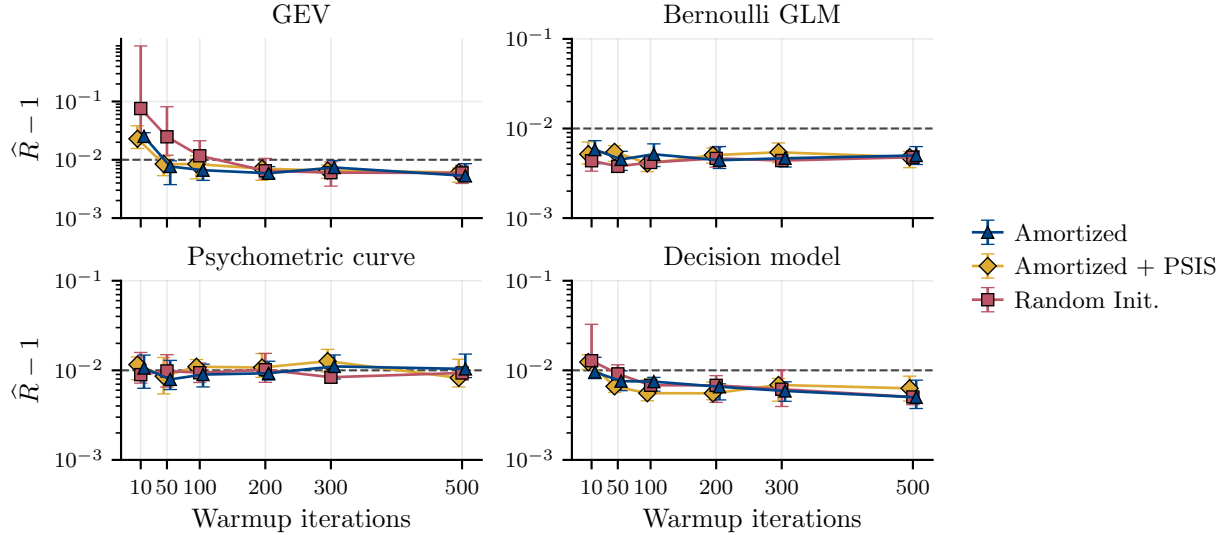 GEV
Bernoulli GLM
R̂ − 1
10⁻¹
10⁻²
10⁻³
10⁻¹
10⁻²
10⁻³
Psychometric curve
Decision model
R̂ − 1
10⁻¹
10⁻²
10⁻³
10⁻¹
10⁻²
10⁻³
10 50 100 200 300 500
10 50 100 200 300 500
Warmup iterations
Warmup iterations
Amortized
Amortized + PSIS
Random Init.